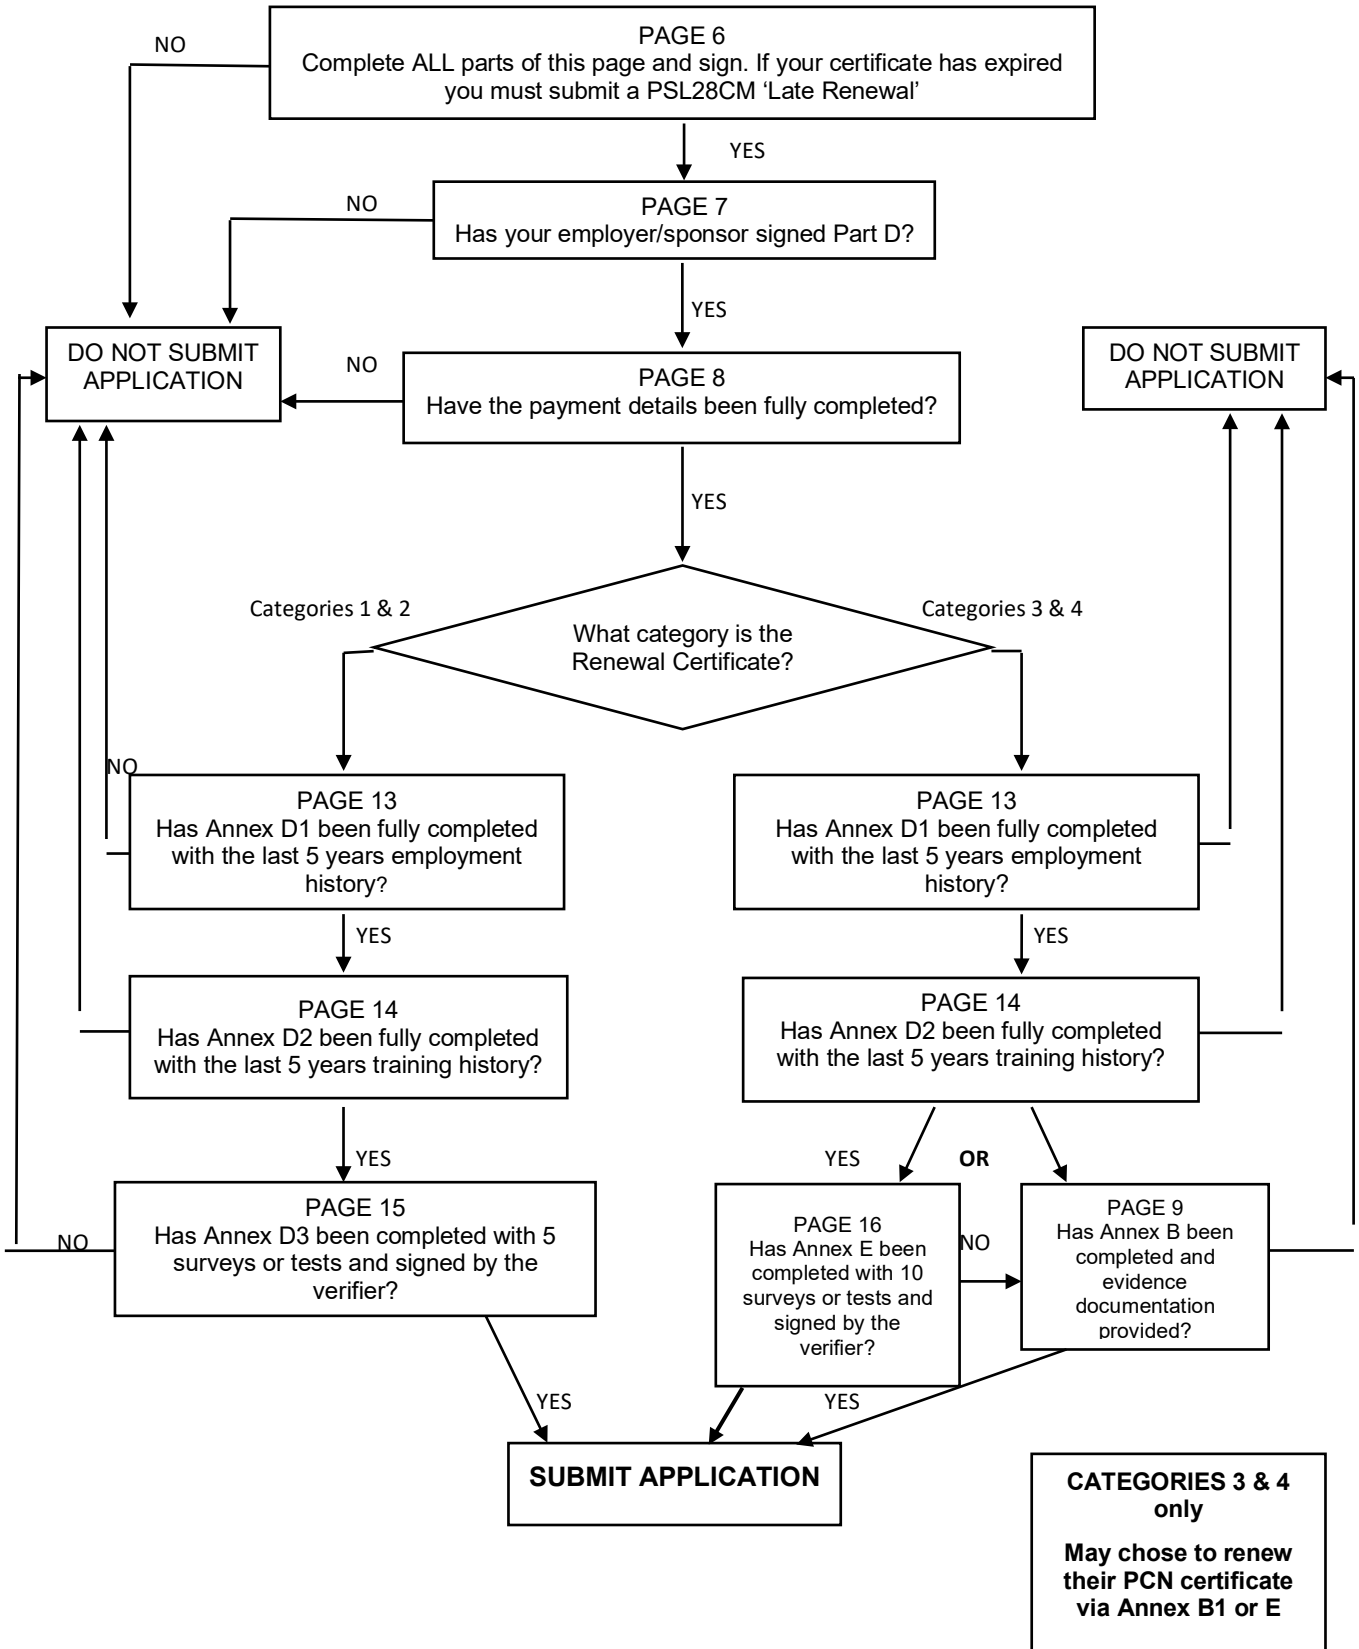 NO
PAGE 6
Complete ALL parts of this page and sign. If your certificate has expired
you must submit a PSL28CM ‘Late Renewal’
YES
NO
PAGE 7
Has your employer/sponsor signed Part D?
YES
DO NOT SUBMIT
APPLICATION
NO
PAGE 8
Have the payment details been fully completed?
DO NOT SUBMIT
APPLICATION
YES
Categories 1 & 2
What category is the
Renewal Certificate?
Categories 3 & 4
NO
PAGE 13
Has Annex D1 been fully completed
with the last 5 years employment
history?
PAGE 13
Has Annex D1 been fully completed
with the last 5 years employment
history?
YES
YES
PAGE 14
Has Annex D2 been fully completed
with the last 5 years training history?
PAGE 14
Has Annex D2 been fully completed
with the last 5 years training history?
YES
YES
OR
NO
PAGE 15
Has Annex D3 been completed with 5
surveys or tests and signed by the
verifier?
PAGE 16
Has Annex E been
completed with 10
surveys or tests and
signed by the
verifier?
NO
PAGE 9
Has Annex B been
completed and
evidence
documentation
provided?
YES
YES
SUBMIT APPLICATION
CATEGORIES 3 & 4
only
May chose to renew
their PCN certificate
via Annex B1 or E